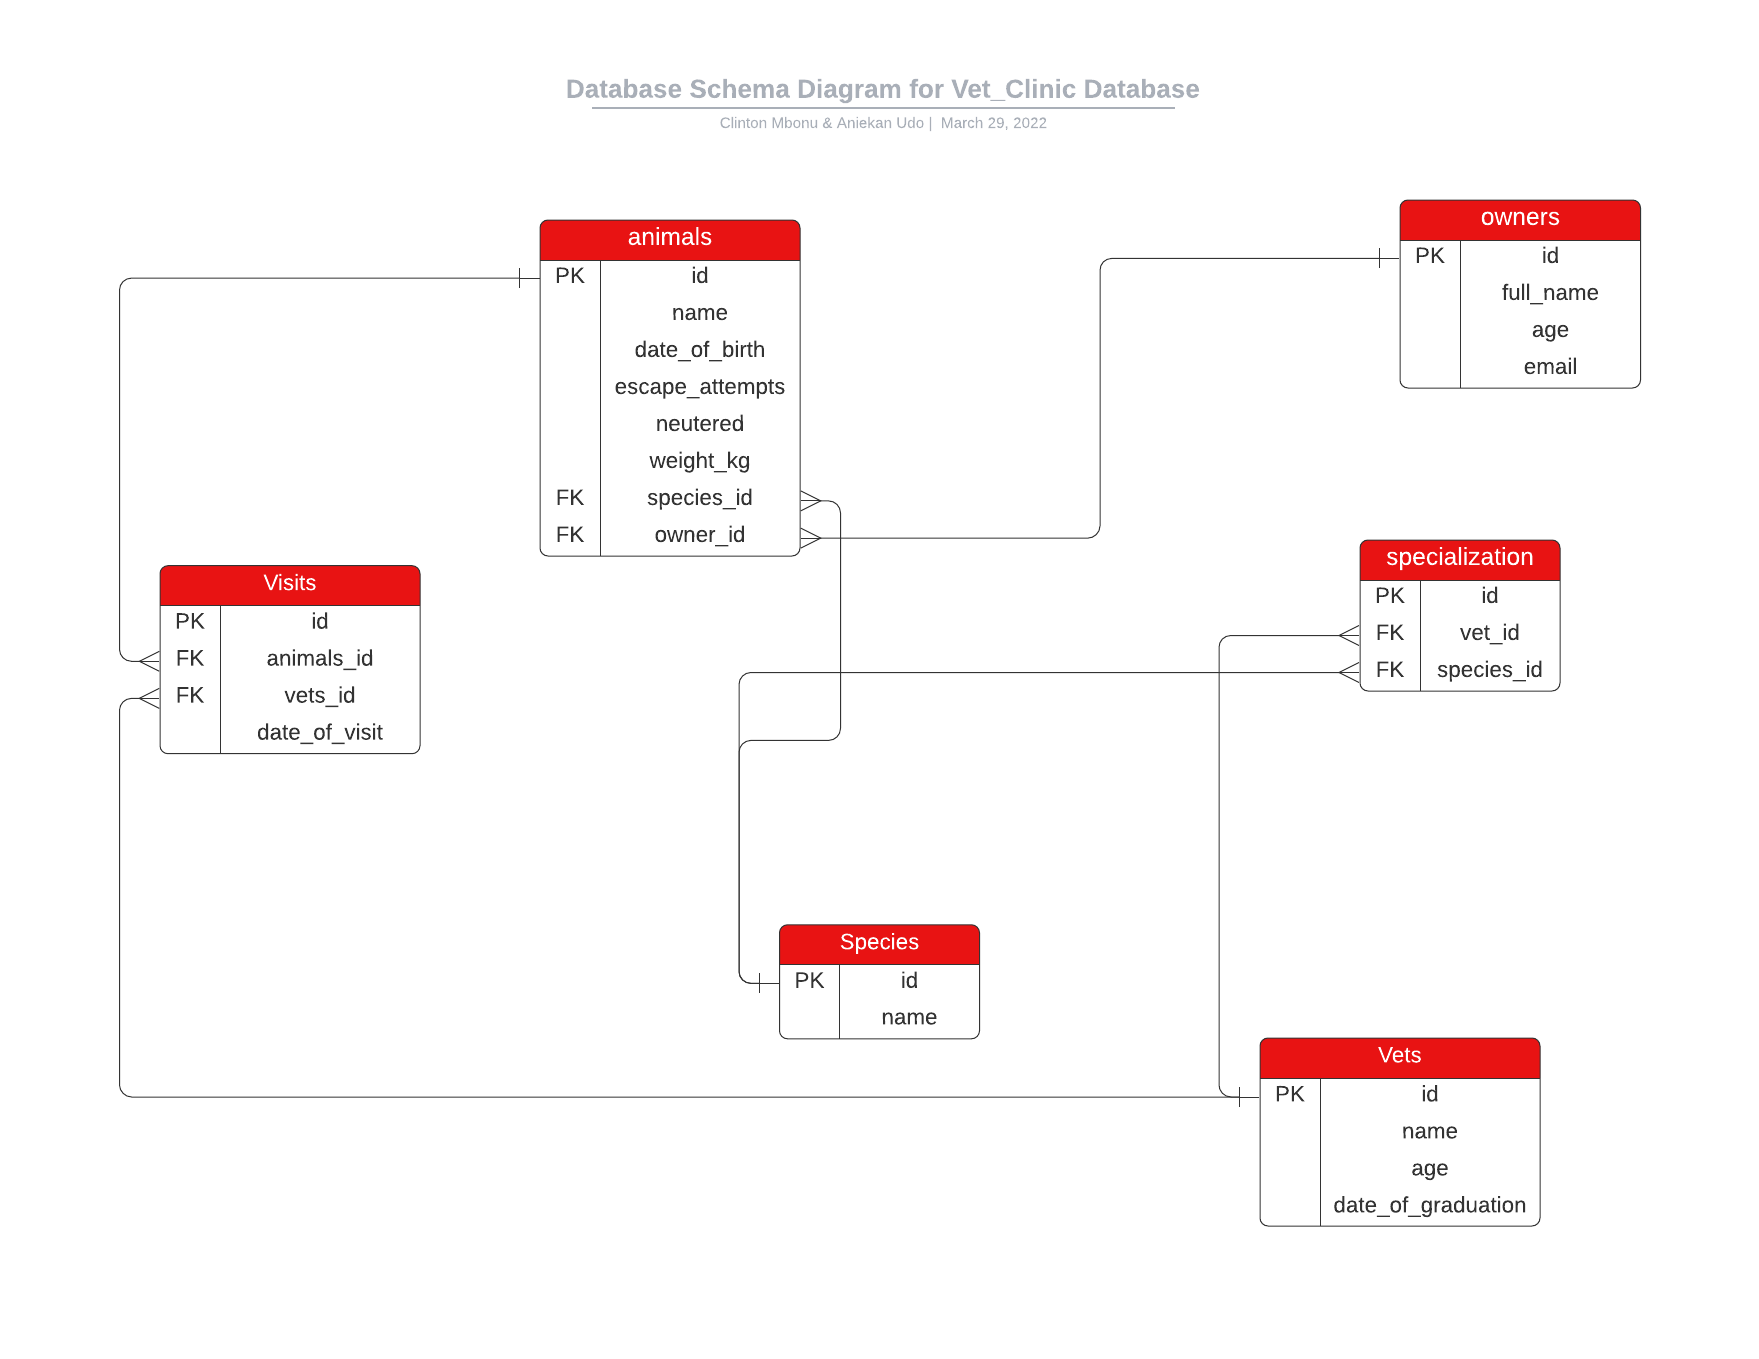 Database Schema Diagram for Vet_Clinic Database
Clinton Mbonu & Aniekan Udo | March 29, 2022
animals
PK id
name
date_of_birth
escape_attempts
neutered
weight_kg
FK species_id
FK owner_id
owners
PK id
full_name
age
email
Visits
PK id
FK animals_id
FK vets_id
date_of_visit
specialization
PK id
FK vet_id
FK species_id
Species
PK id
name
Vets
PK id
name
age
date_of_graduation